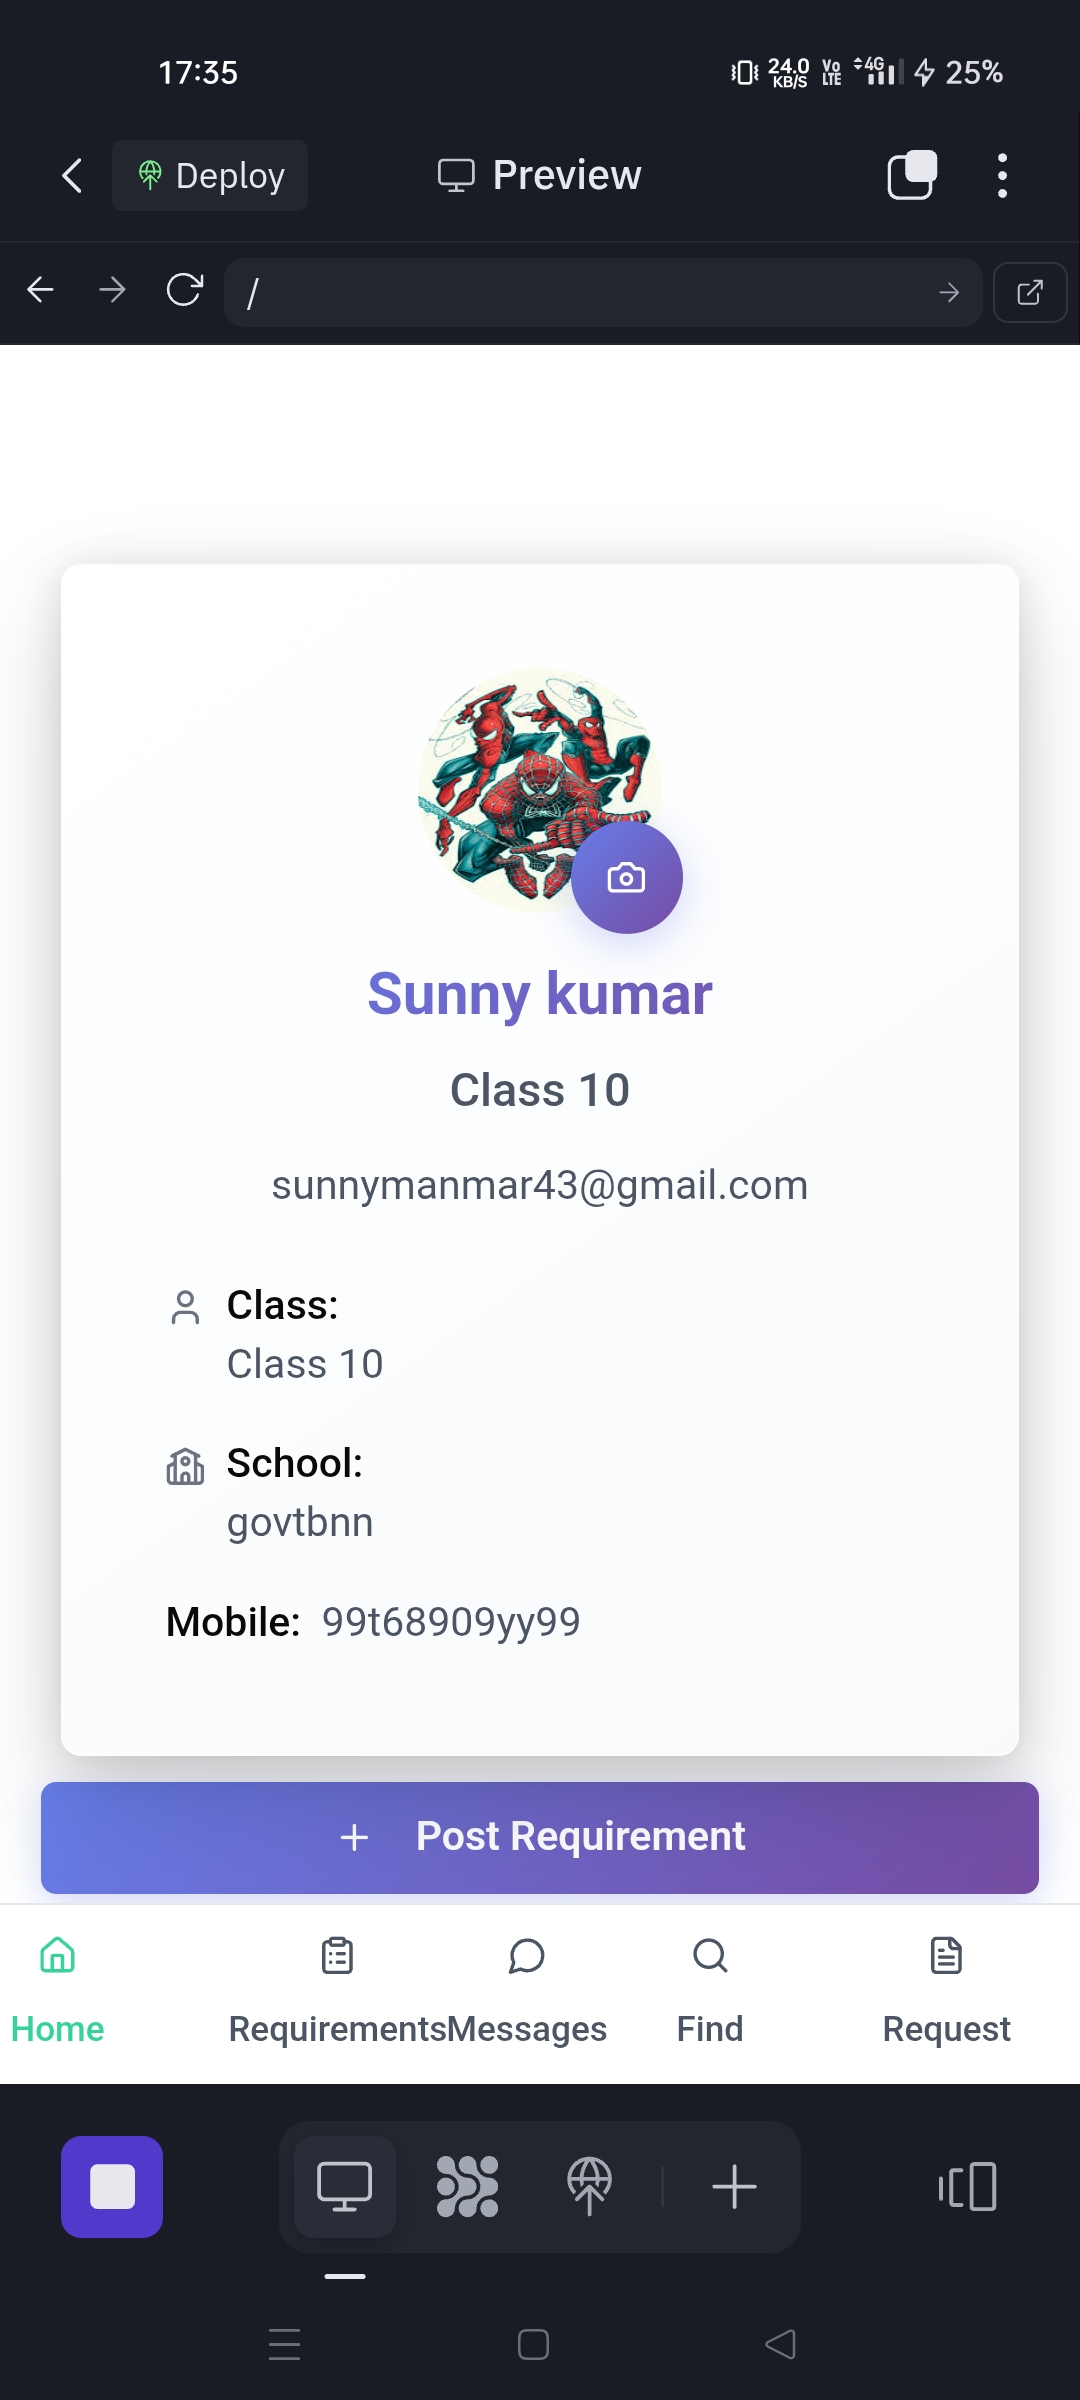 17:35
24.0
KB/S
Vo
LTE
4G
25%
Deploy
Preview
/
Sunny kumar
Class 10
sunnymanmar43@gmail.com
Class:
Class 10
School:
govtbnn
Mobile: 99t68909yy99
+ Post Requirement
Home Requirements Messages Find Request